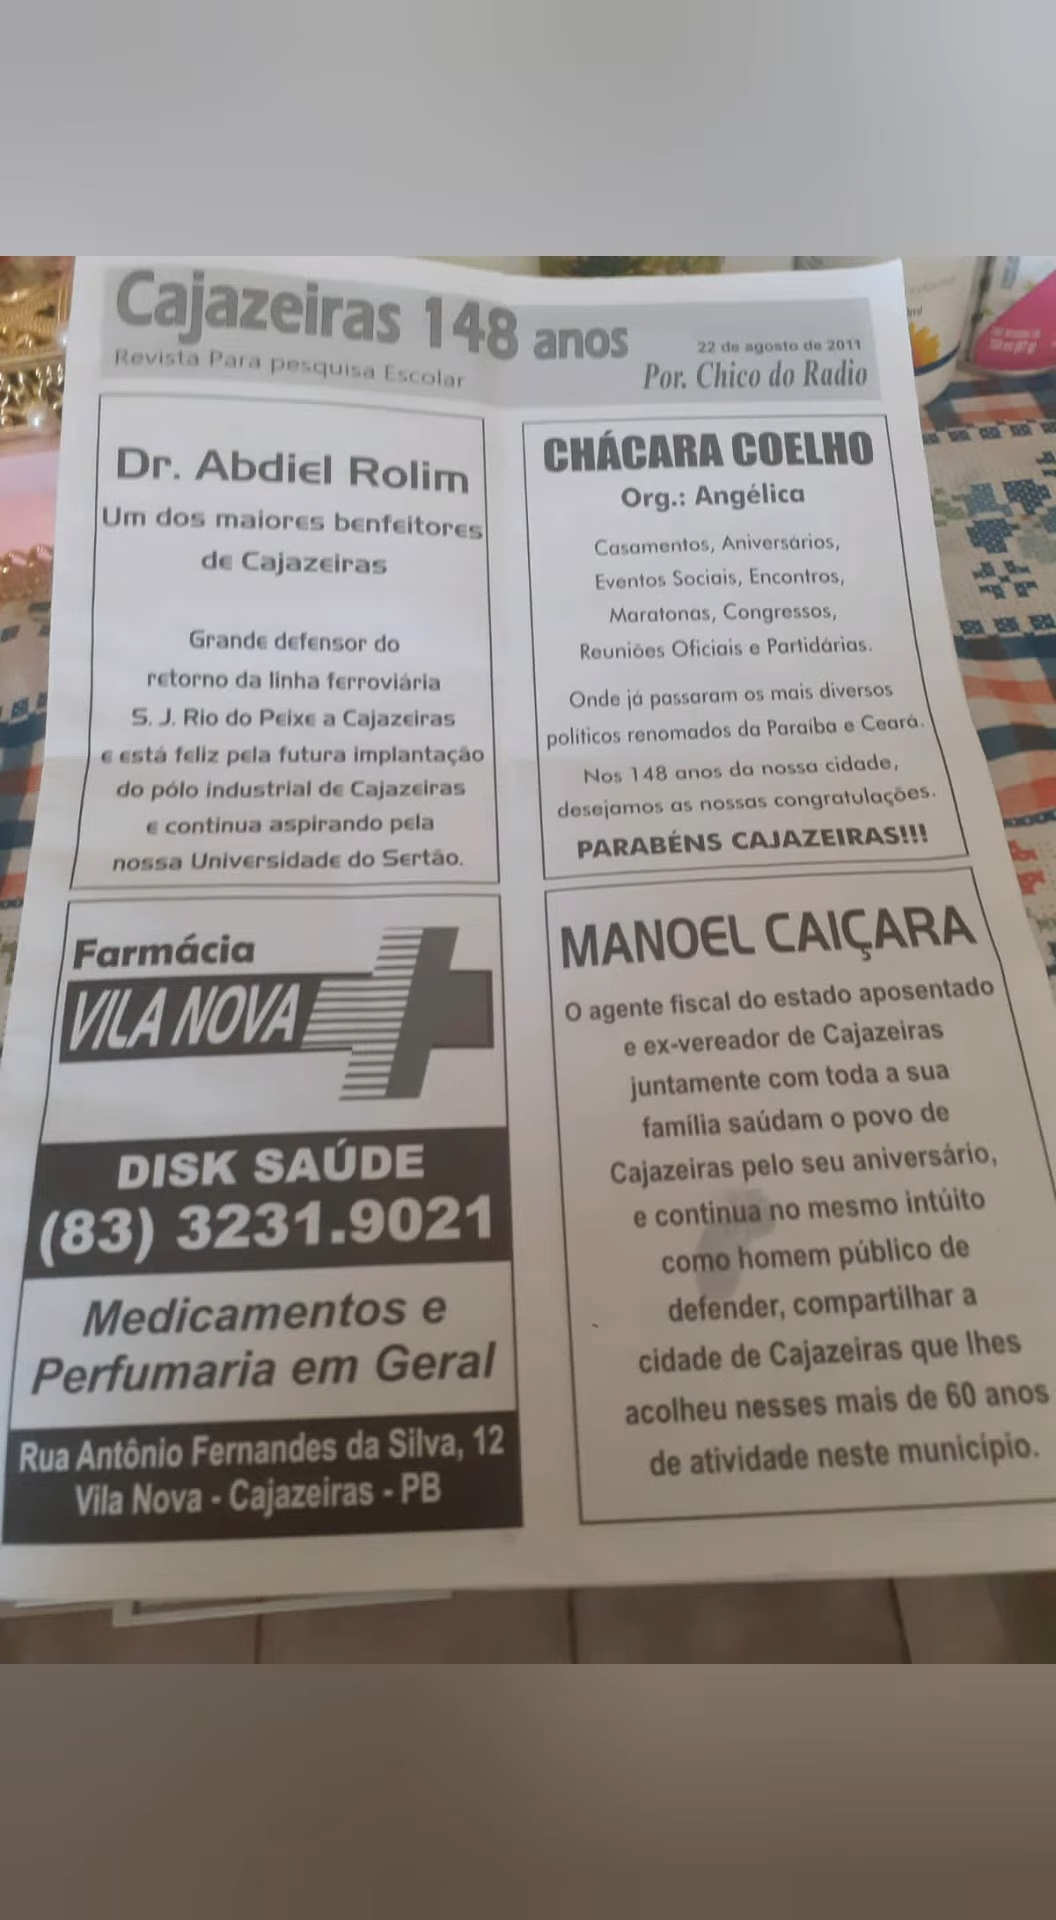 Cajazeiras 148 anos
Revista Para pesquisa Escolar
22 de agosto de 2011
Por. Chico do Radio
Dr. Abdiel Rolim
Um dos maiores benfeitores
de Cajazeiras
Grande defensor do
retorno da linha ferroviária
S. J. Rio do Peixe a Cajazeiras
e está feliz pela futura implantação
do pólo industrial de Cajazeiras
e continua aspirando pela
nossa Universidade do Sertão.
CHÁCARA COELHO
Org.: Angélica
Casamentos, Aniversários,
Eventos Sociais, Encontros,
Maratonas, Congressos,
Reuniões Oficiais e Partidárias.
Onde já passaram os mais diversos
políticos renomados da Paraíba e Ceará.
Nos 148 anos da nossa cidade,
desejamos as nossas congratulações.
PARABÉNS CAJAZEIRAS!!!
Farmácia
VILA NOVA
DISK SAÚDE
(83) 3231.9021
Medicamentos e
Perfumaria em Geral
Rua Antônio Fernandes da Silva, 12
Vila Nova - Cajazeiras - PB
MANOEL CAIÇARA
O agente fiscal do estado aposentado
e ex-vereador de Cajazeiras
juntamente com toda a sua
família saúdam o povo de
Cajazeiras pelo seu aniversário,
e continua no mesmo intúito
como homem público de
defender, compartilhar a
cidade de Cajazeiras que lhes
acolheu nesses mais de 60 anos
de atividade neste município.